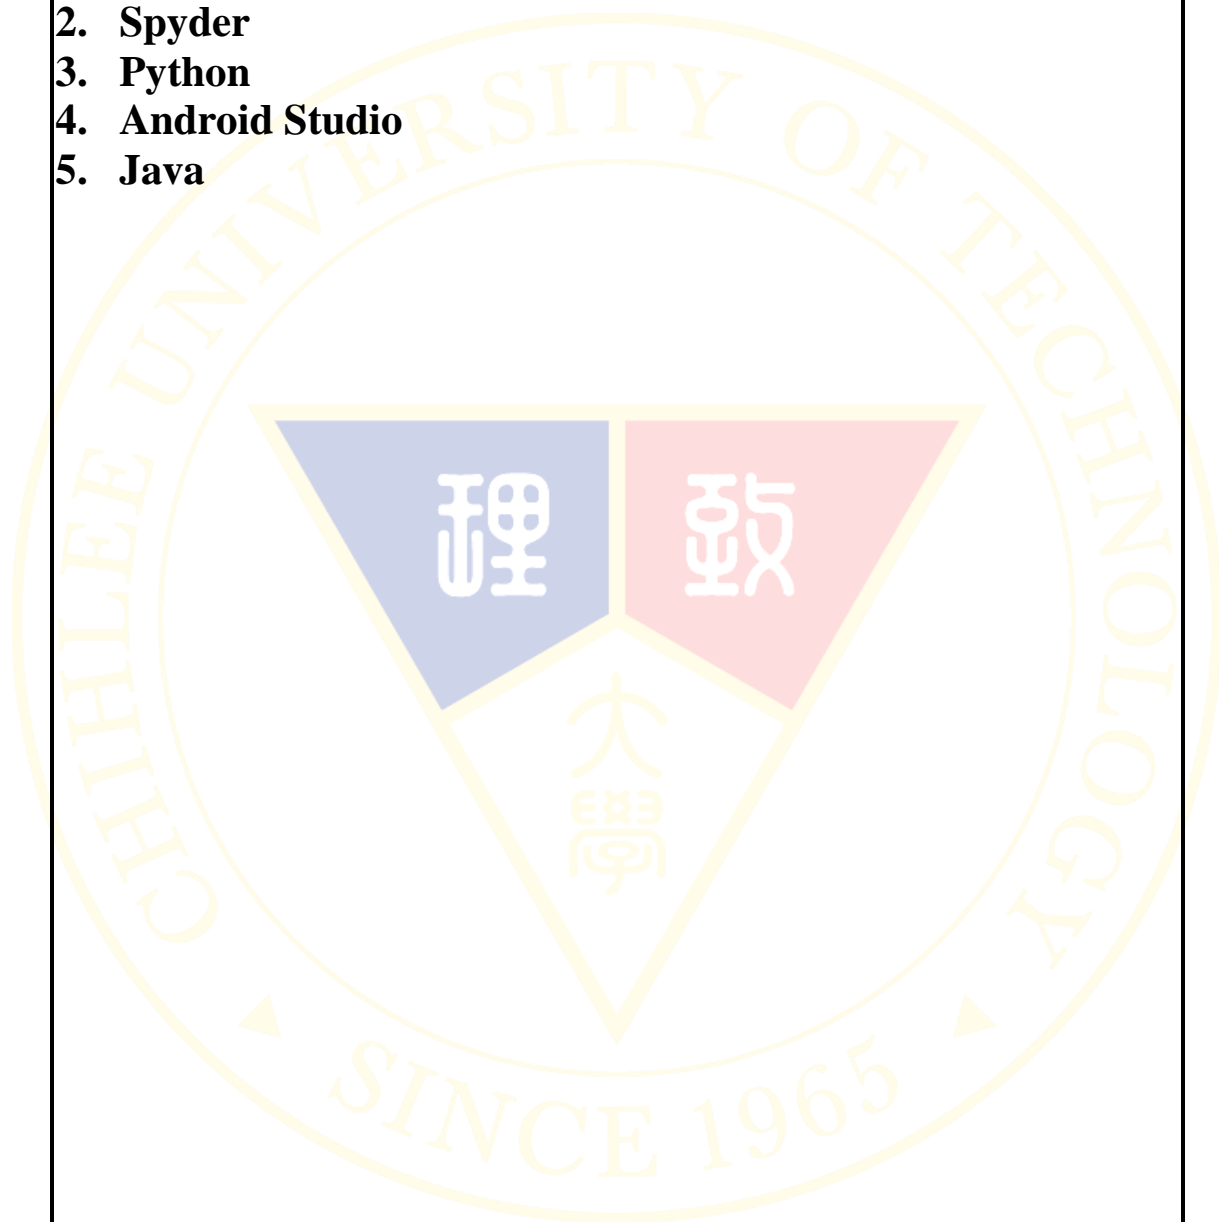 2. Spyder
3. Python
4. Android Studio
5. Java
CHIHLEE UNIVERSITY OF TECHNOLOGY
理 致
大
學
SINCE 1965